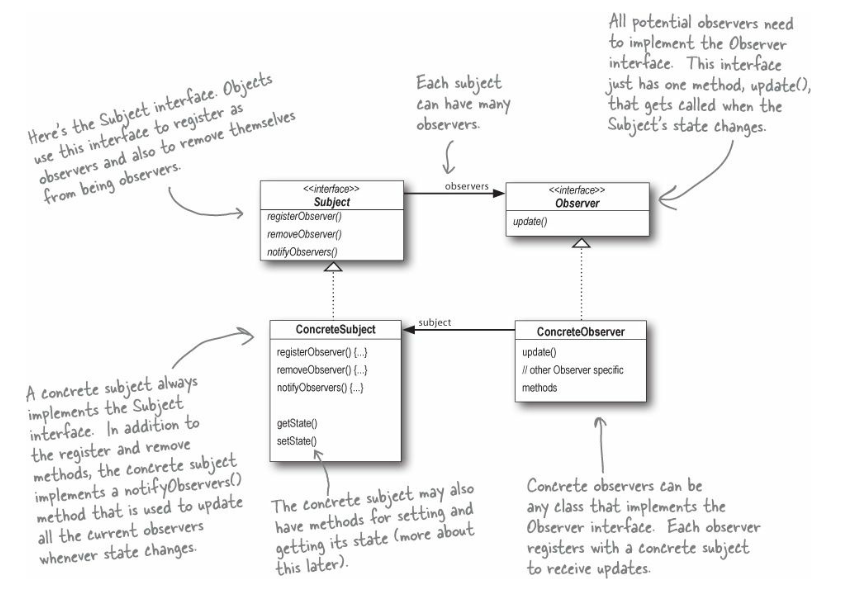 All potential observers need
to implement the Observer
interface. This interface
just has one method, update(),
that gets called when the
Subject's state changes.
Each subject
can have many
observers.
Here's the Subject interface. Objects
use this interface to register as
observers and also to remove themselves
from being observers.
<<interface>>
Subject
registerObserver()
removeObserver()
notifyObservers()
observers
<<interface>>
Observer
update()
ConcreteSubject
registerObserver() {...}
removeObserver() {...}
notifyObservers() {...}
getState()
setState()
subject
ConcreteObserver
update()
// other Observer specific
methods
A concrete subject always
implements the Subject
interface. In addition to
the register and remove
methods, the concrete subject
implements a notifyObservers()
method that is used to update
all the current observers
whenever state changes.
The concrete subject may also
have methods for setting and
getting its state (more about
this later).
Concrete observers can be
any class that implements the
Observer interface. Each observer
registers with a concrete subject
to receive updates.